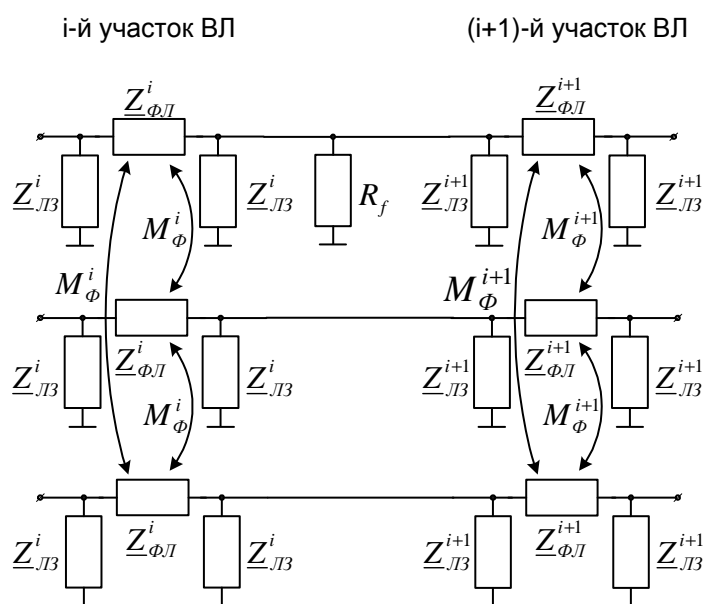 i-й участок ВЛ (i+1)-й участок ВЛ
Z^i_ФЛ Z^{i+1}_ФЛ
Z^i_ЛЗ Z^i_ЛЗ R_f Z^{i+1}_ЛЗ Z^{i+1}_ЛЗ
M^i_Ф M^{i+1}_Ф
M^i_Ф M^{i+1}_Ф
Z^i_ЛЗ Z^i_ФЛ Z^i_ЛЗ Z^{i+1}_ЛЗ Z^{i+1}_ФЛ Z^{i+1}_ЛЗ
M^i_Ф M^{i+1}_Ф
Z^i_ЛЗ Z^i_ФЛ Z^i_ЛЗ Z^{i+1}_ЛЗ Z^{i+1}_ФЛ Z^{i+1}_ЛЗ